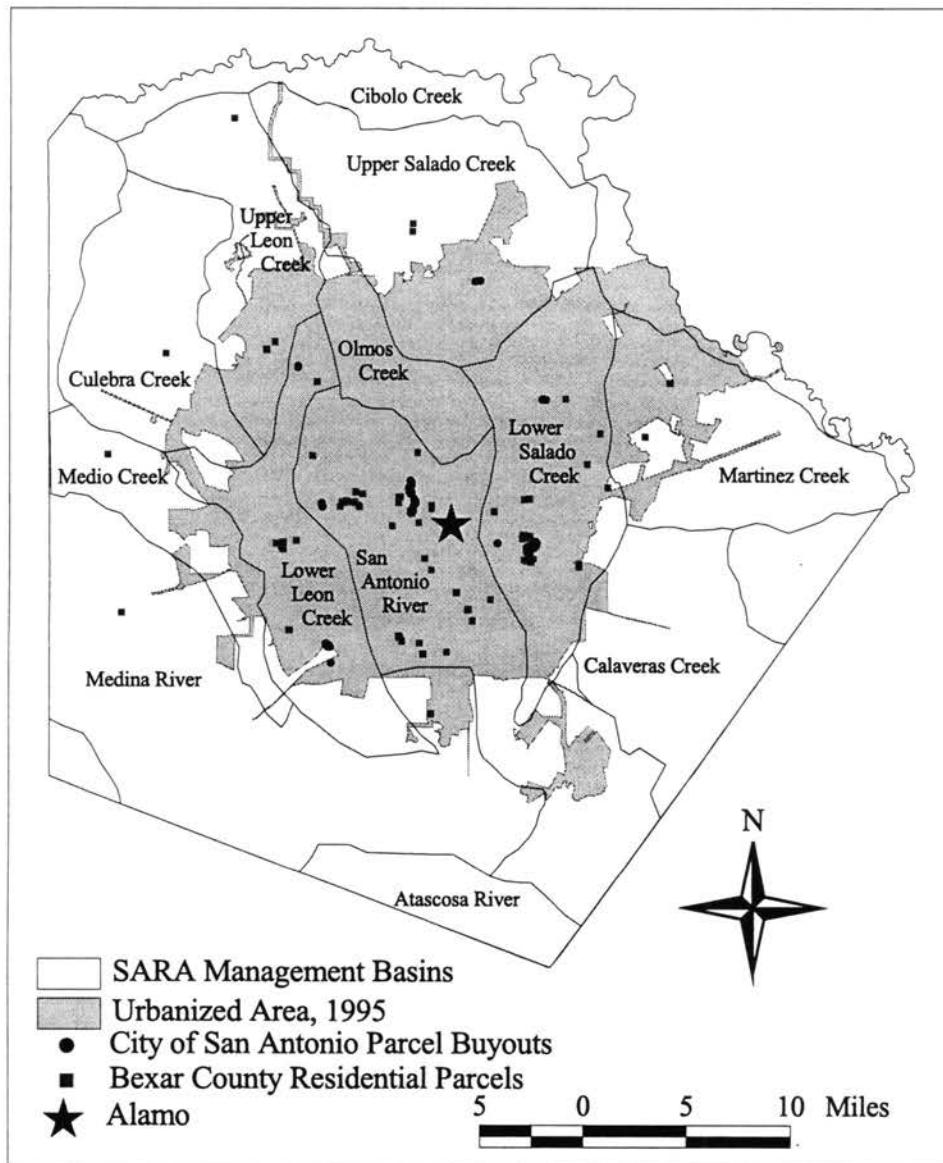 Cibolo Creek
Upper Salado Creek
Upper
Leon
Creek
Olmos
Creek
Culebra Creek
Lower
Salado
Creek
Medio Creek
Martinez Creek
San
Antonio
River
Lower
Leon
Creek
Medina River
Calaveras Creek
N
Atascosa River
SARA Management Basins
Urbanized Area, 1995
City of San Antonio Parcel Buyouts
Bexar County Residential Parcels
Alamo
5 0 5 10 Miles